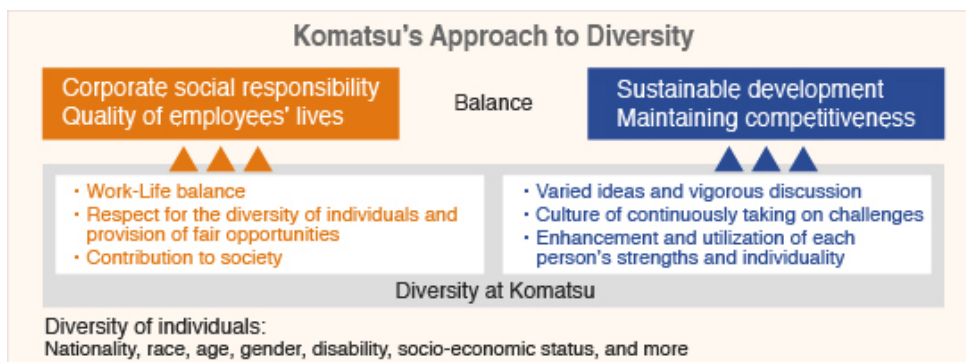 Komatsu's Approach to Diversity
Corporate social responsibility
Quality of employees' lives
Balance
Sustainable development
Maintaining competitiveness
・Work-Life balance
・Respect for the diversity of individuals and
provision of fair opportunities
・Contribution to society
・Varied ideas and vigorous discussion
・Culture of continuously taking on challenges
・Enhancement and utilization of each
person's strengths and individuality
Diversity at Komatsu
Diversity of individuals:
Nationality, race, age, gender, disability, socio-economic status, and more